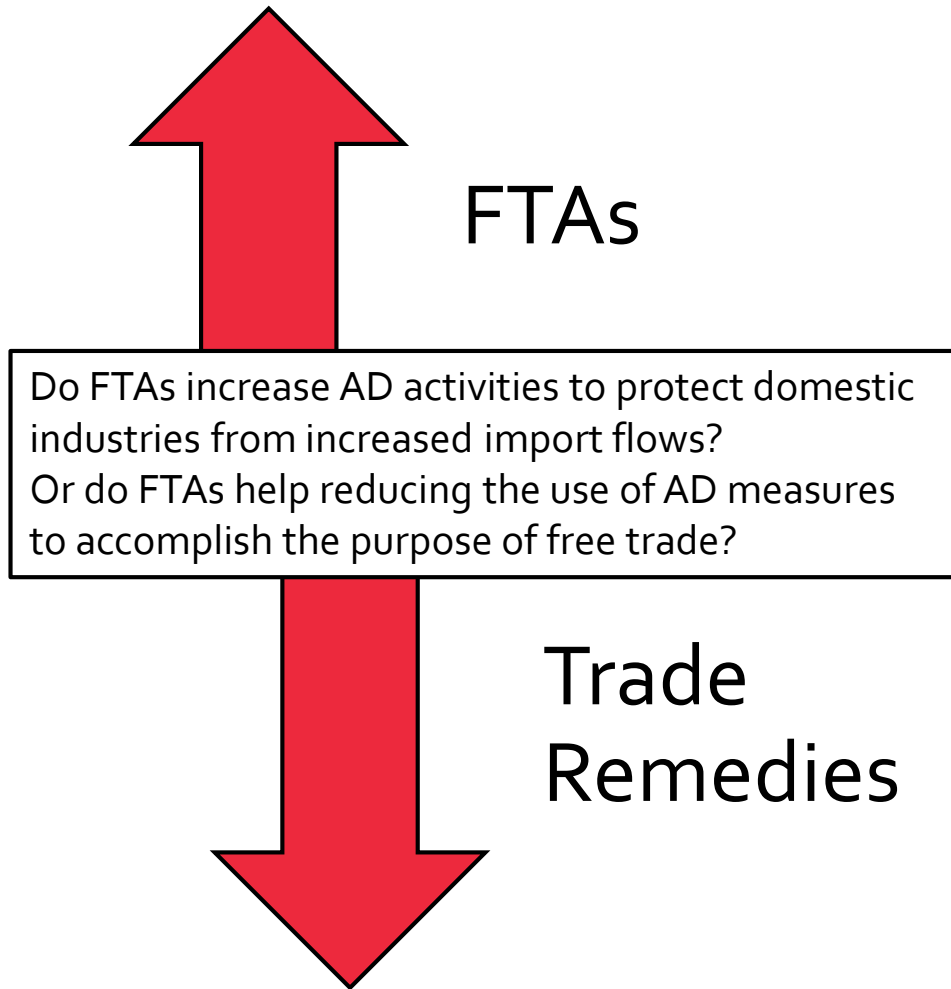 FTAs
Do FTAs increase AD activities to protect domestic
industries from increased import flows?
Or do FTAs help reducing the use of AD measures
to accomplish the purpose of free trade?
Trade
Remedies